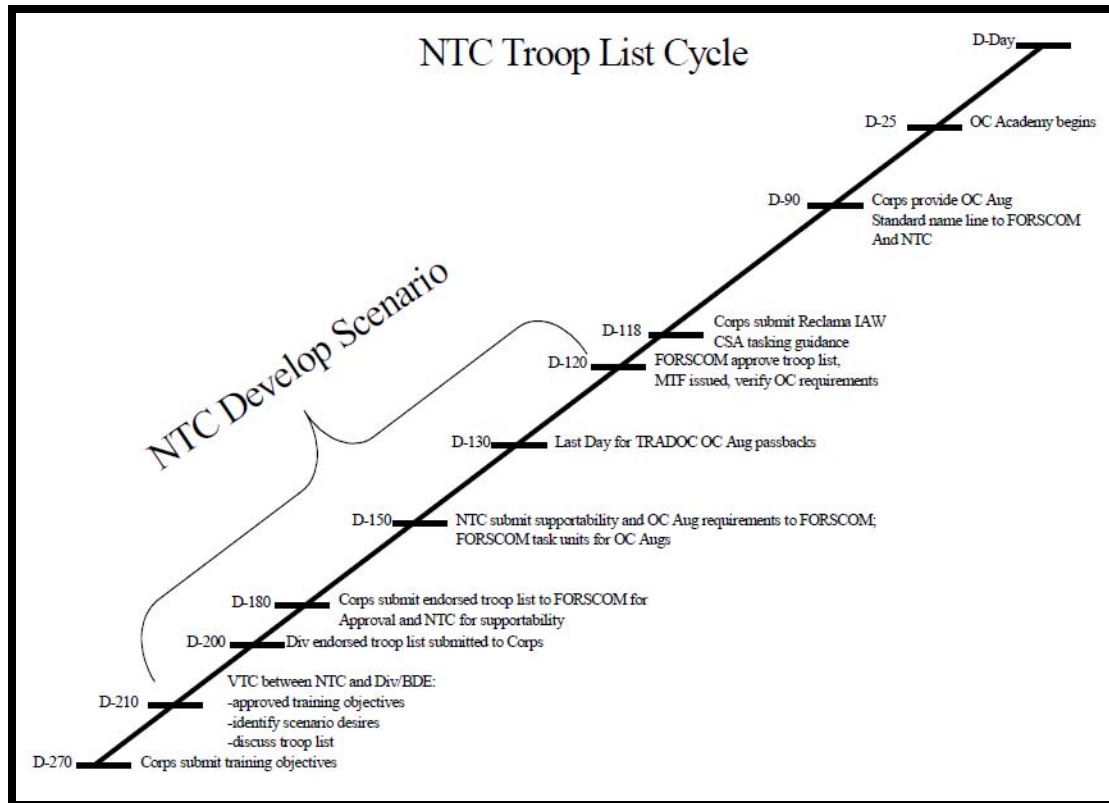 NTC Troop List Cycle
D-Day
D-25 OC Academy begins
D-90 Corps provide OC Aug
Standard name line to FORSCOM
And NTC
NTC Develop Scenario
D-118 Corps submit Reclama IAW
CSA tasking guidance
D-120 FORSCOM approve troop list,
MTF issued, verify OC requirements
D-130 Last Day for TRADOC OC Aug passbacks
D-150 NTC submit supportability and OC Aug requirements to FORSCOM;
FORSCOM task units for OC Augs
D-180 Corps submit endorsed troop list to FORSCOM for
Approval and NTC for supportability
D-200 Div endorsed troop list submitted to Corps
D-210 VTC between NTC and Div/BDE:
-approved training objectives
-identify scenario desires
-discuss troop list
D-270 Corps submit training objectives